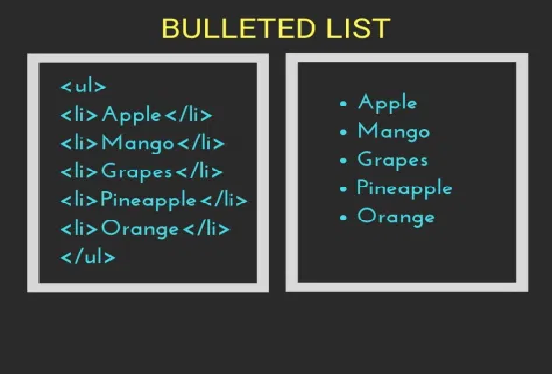 BULLETED LIST
<ul>
<li>Apple</li>
<li>Mango</li>
<li>Grapes</li>
<li>Pineapple</li>
<li>Orange</li>
</ul>
• Apple
• Mango
• Grapes
• Pineapple
• Orange